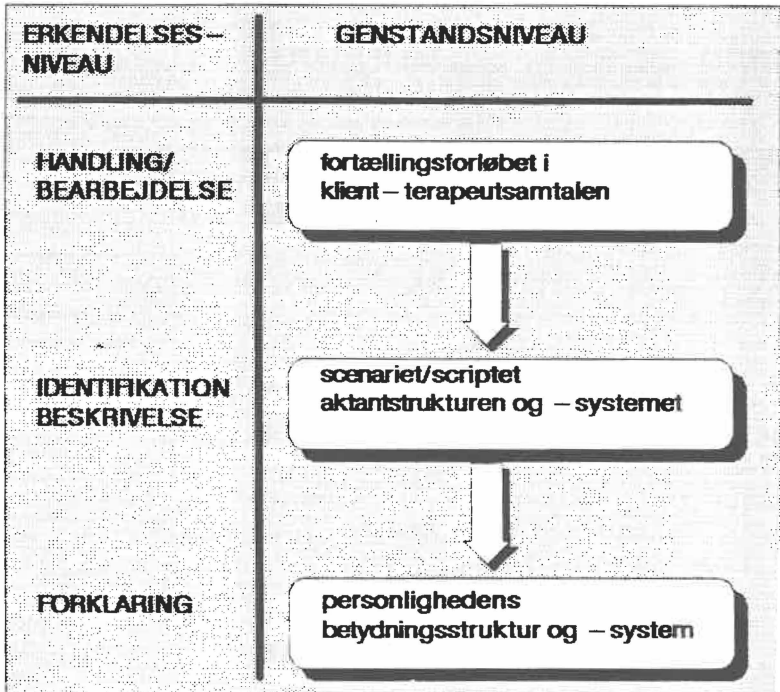 ERKENDELSES–
NIVEAU
GENSTANDSNIVEAU
HANDLING/
BEARBEJDELSE
fortællingsforløbet i
klient–terapeutsamtalen
IDENTIFIKATION
BESKRIVELSE
scenariet/scriptet
aktantstrukturen og –systemet
FORKLARING
personlighedens
betydningsstruktur og –system